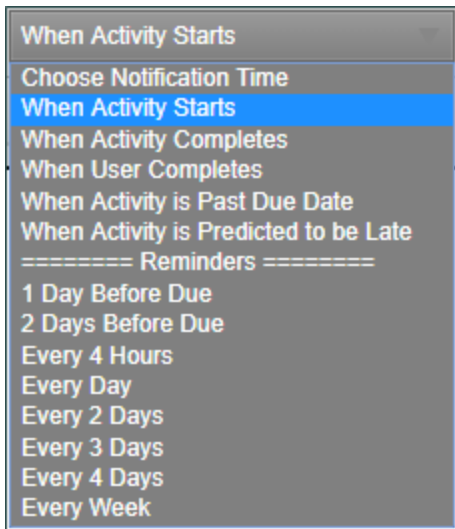 When Activity Starts
Choose Notification Time
When Activity Starts
When Activity Completes
When User Completes
When Activity is Past Due Date
When Activity is Predicted to be Late
======== Reminders ========
1 Day Before Due
2 Days Before Due
Every 4 Hours
Every Day
Every 2 Days
Every 3 Days
Every 4 Days
Every Week